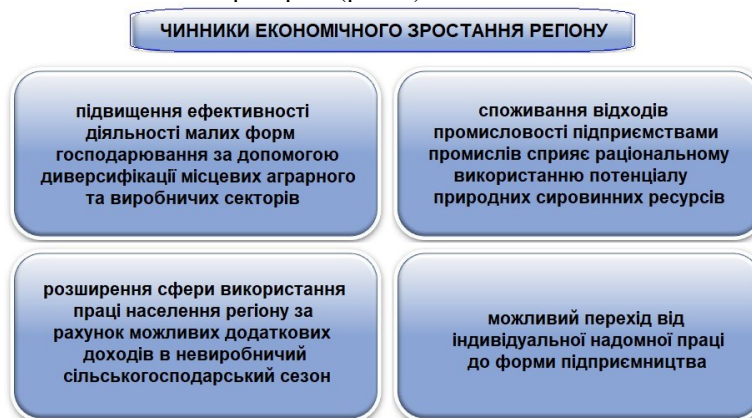 ЧИННИКИ ЕКОНОМІЧНОГО ЗРОСТАННЯ РЕГІОНУ
підвищення ефективності
діяльності малих форм
господарювання за допомогою
диверсифікації місцевих аграрного
та виробничих секторів
споживання відходів
промисловості підприємствами
промислів сприяє раціональному
використанню потенціалу
природних сировинних ресурсів
розширення сфери використання
праці населення регіону за
рахунок можливих додаткових
доходів в невиробничий
сільськогосподарський сезон
можливий перехід від
індивідуальної надомної праці
до форми підприємництва